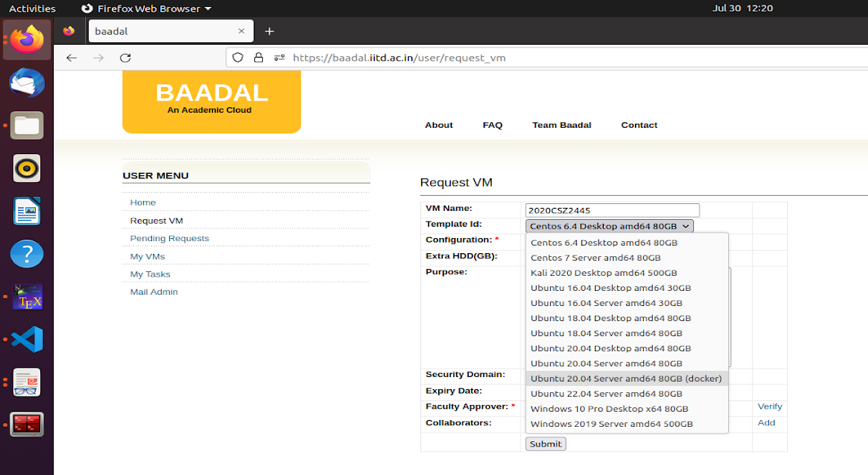 Activities
Firefox Web Browser
Jul 30 12:20
baadal
https://baadal.iitd.ac.in/user/request_vm
BAADAL
An Academic Cloud
About FAQ Team Baadal Contact
USER MENU
Home
Request VM
Pending Requests
My VMs
My Tasks
Mail Admin
Request VM
VM Name: 2020CSZ2445
Template Id: Centos 6.4 Desktop amd64 80GB
Configuration: *
Extra HDD(GB):
Purpose:
Security Domain:
Expiry Date:
Faculty Approver: * Verify
Collaborators: Add
Centos 6.4 Desktop amd64 80GB
Centos 7 Server amd64 80GB
Kali 2020 Desktop amd64 500GB
Ubuntu 16.04 Desktop amd64 30GB
Ubuntu 16.04 Server amd64 30GB
Ubuntu 18.04 Desktop amd64 80GB
Ubuntu 18.04 Server amd64 80GB
Ubuntu 20.04 Desktop amd64 80GB
Ubuntu 20.04 Server amd64 80GB
Ubuntu 20.04 Server amd64 80GB (docker)
Ubuntu 22.04 Server amd64 80GB
Windows 10 Pro Desktop x64 80GB
Windows 2019 Server amd64 500GB
Submit
?
TEX